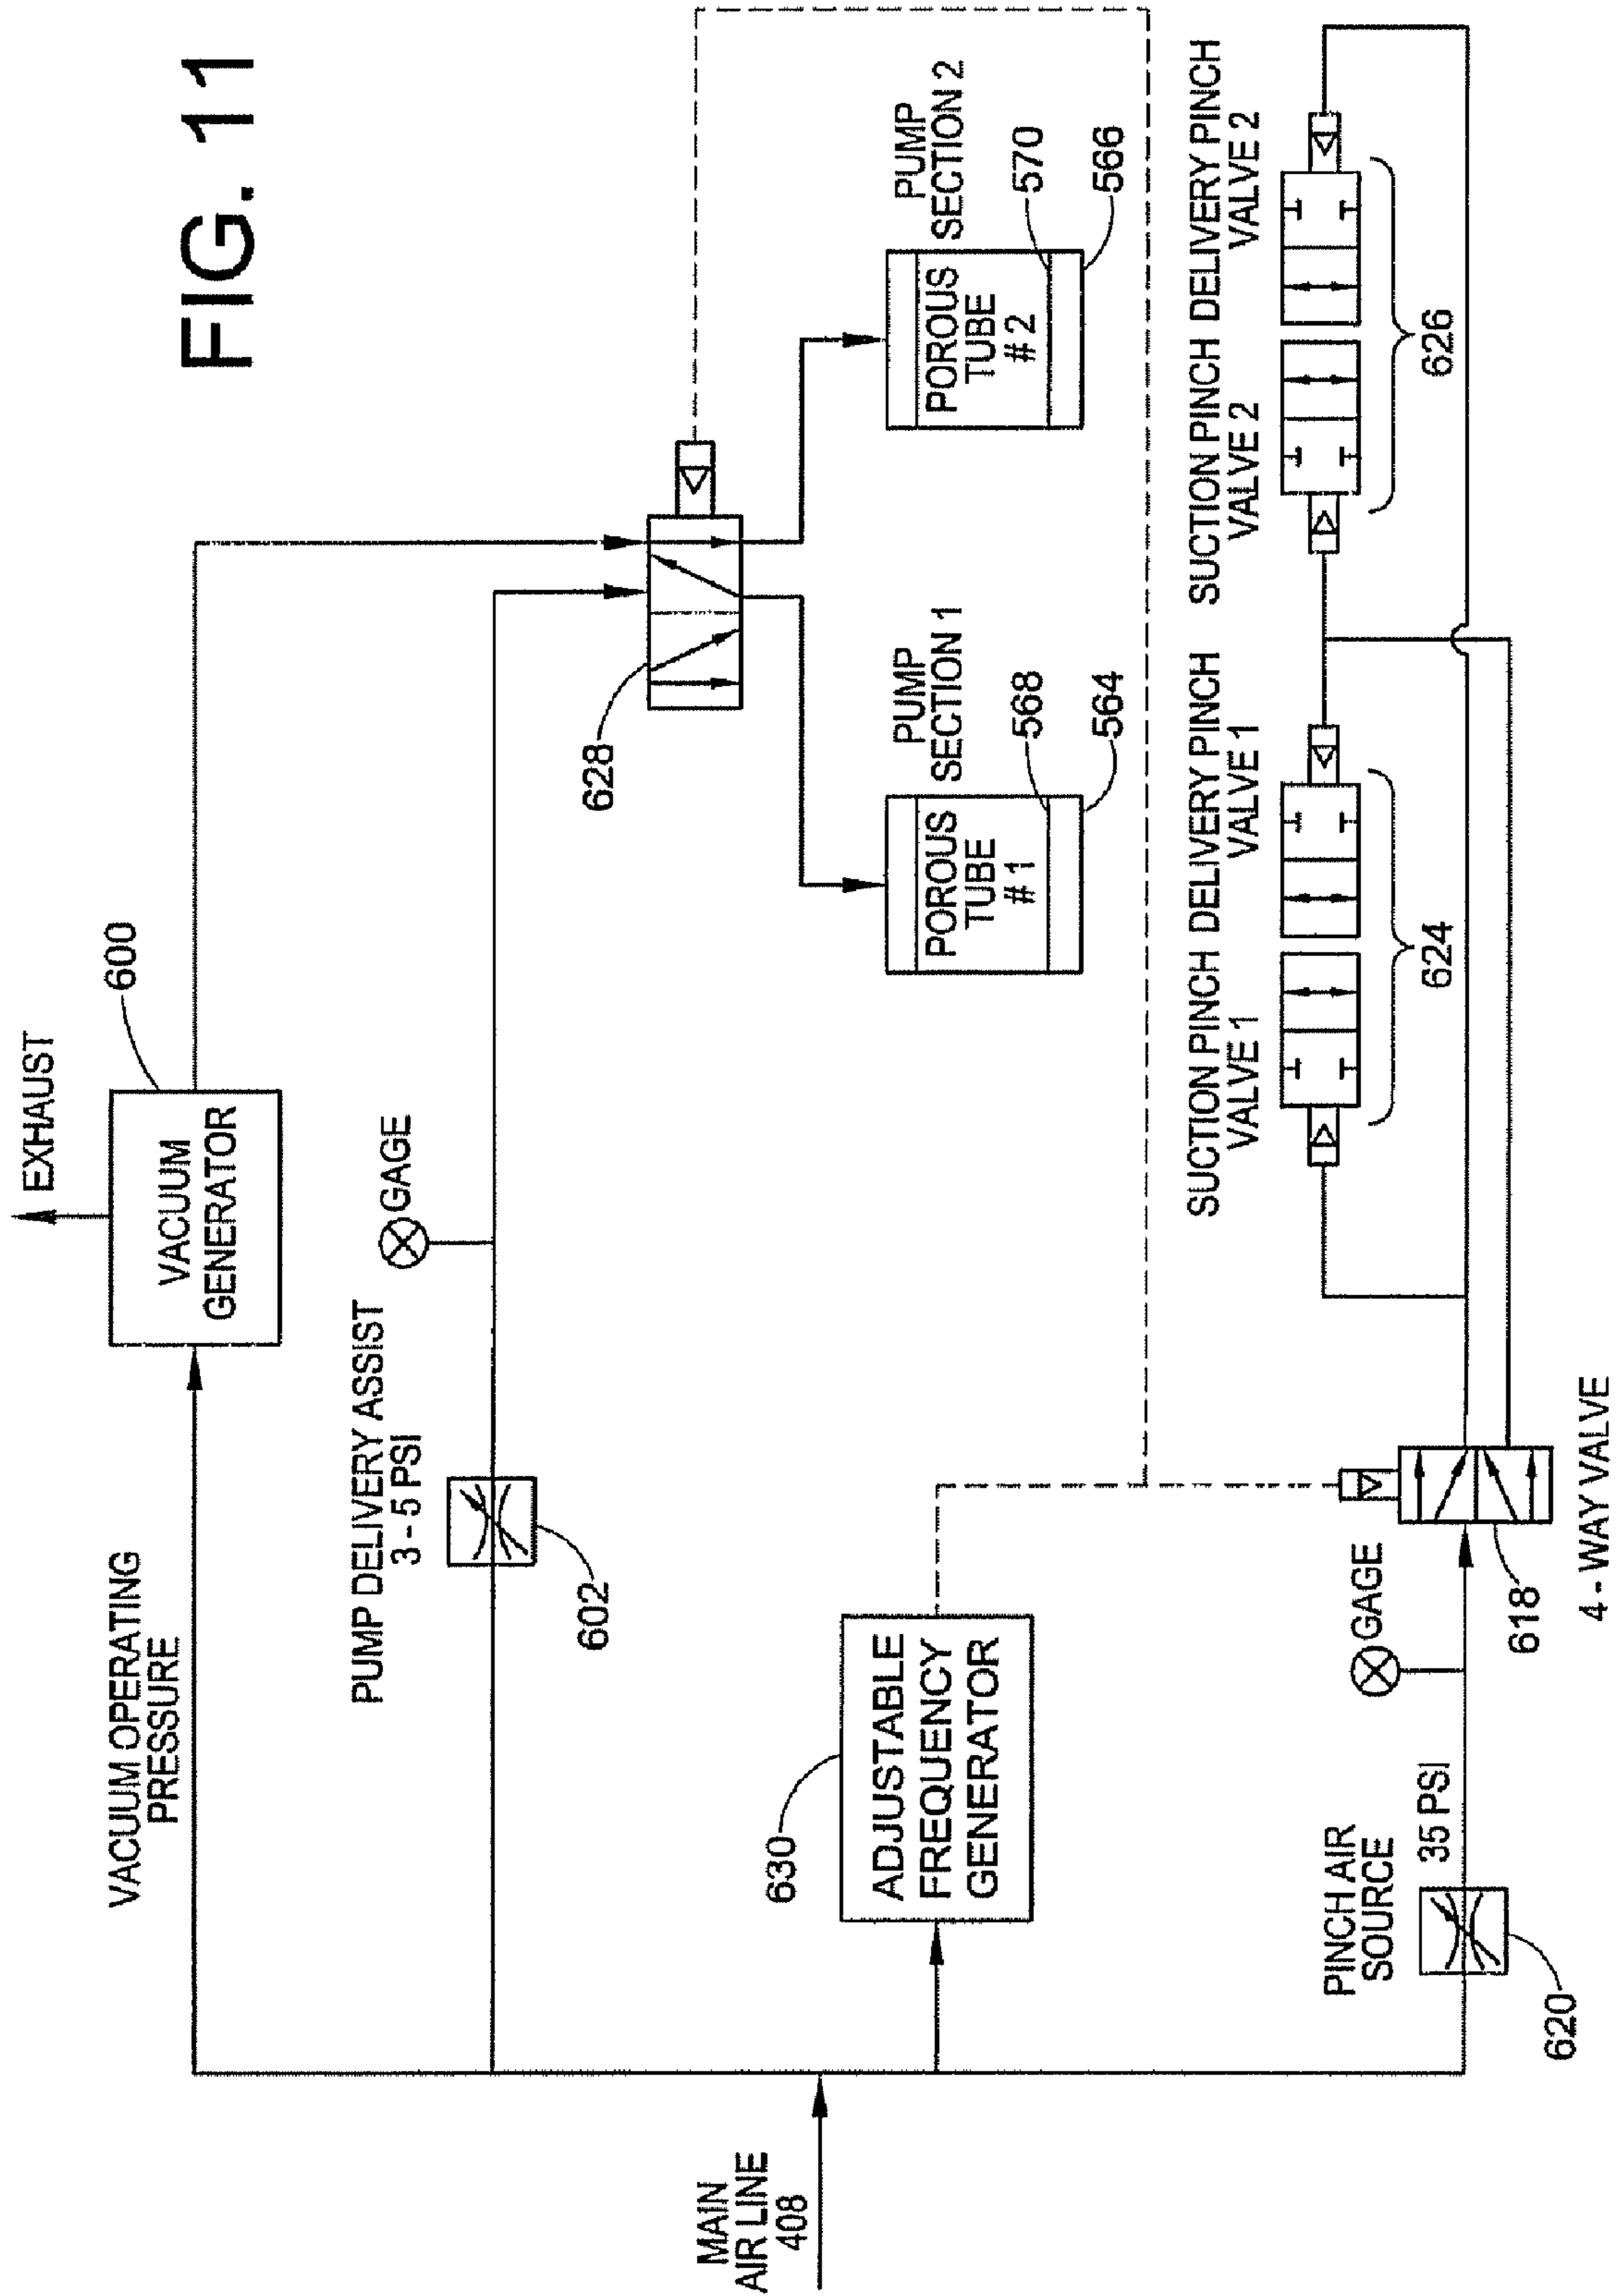 FIG. 11
EXHAUST
600
VACUUM
GENERATOR
VACUUM OPERATING
PRESSURE
GAGE
PUMP DELIVERY ASSIST
3 - 5 PSI
602
628
PUMP
SECTION 1
POROUS
TUBE
# 1
568
564
PUMP
SECTION 2
POROUS
TUBE
# 2
570
566
MAIN
AIR LINE
408
630
ADJUSTABLE
FREQUENCY
GENERATOR
SUCTION PINCH
VALVE 1
DELIVERY PINCH
VALVE 1
SUCTION PINCH
VALVE 2
DELIVERY PINCH
VALVE 2
624
626
PINCH AIR
SOURCE
35 PSI
GAGE
620
618
4 - WAY VALVE